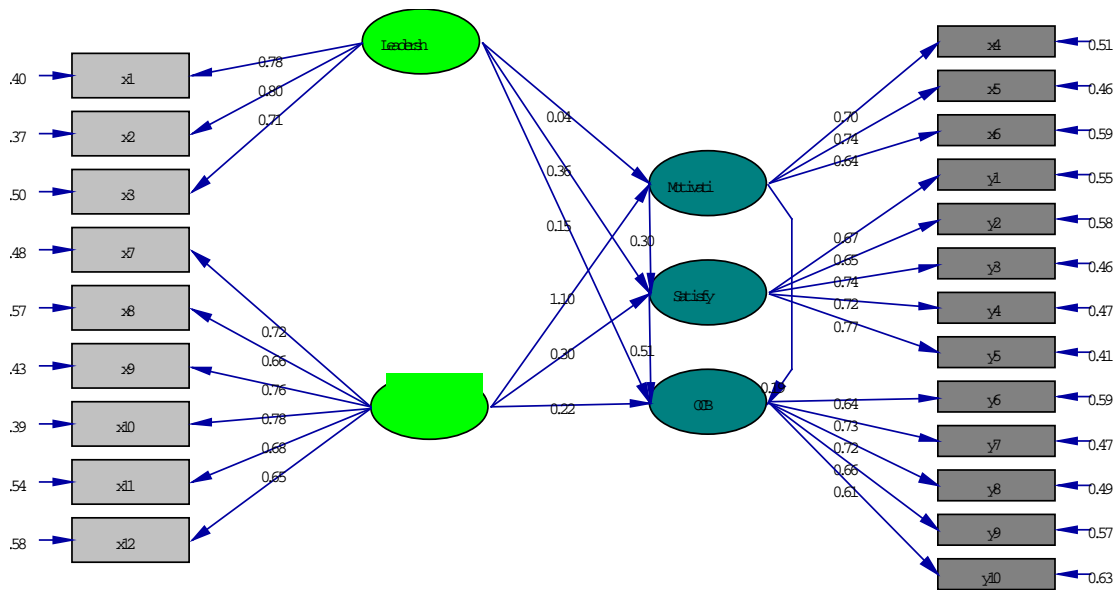 Leadersh
x4
0.51
.40
x1
0.78
x5
0.46
0.80
.37
x2
0.71
0.04
0.70
x6
0.59
0.74
0.64
.50
x3
0.36
Motivati
y1
0.55
0.15
.48
x7
0.30
0.67
y2
0.58
0.65
y3
0.46
0.74
.57
x8
1.10
Satisfy
0.72
y4
0.47
0.72
0.77
0.66
0.30
0.51
y5
0.41
.43
x9
0.76
0.78
0.22
OCB
0.64
y6
0.59
.39
x10
0.68
0.73
y7
0.47
0.65
0.72
0.66
.54
x11
0.61
y8
0.49
y9
0.57
.58
x12
y10
0.63